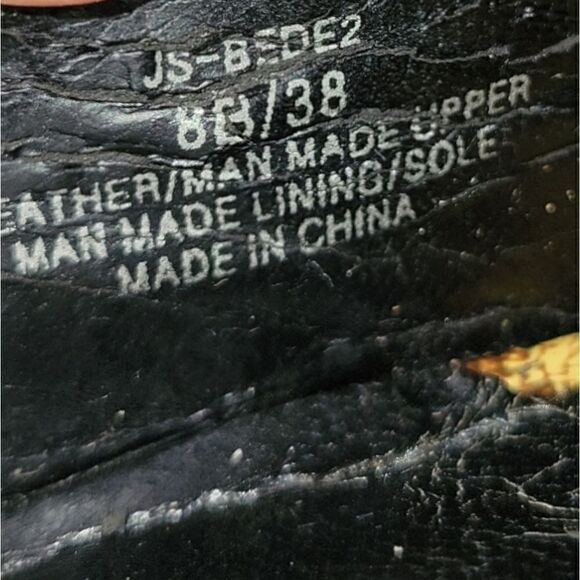 JS-BEDE2
8B/38
EATHER/MAN MADE UPPER
MAN MADE LINING/SOLE
MADE IN CHINA